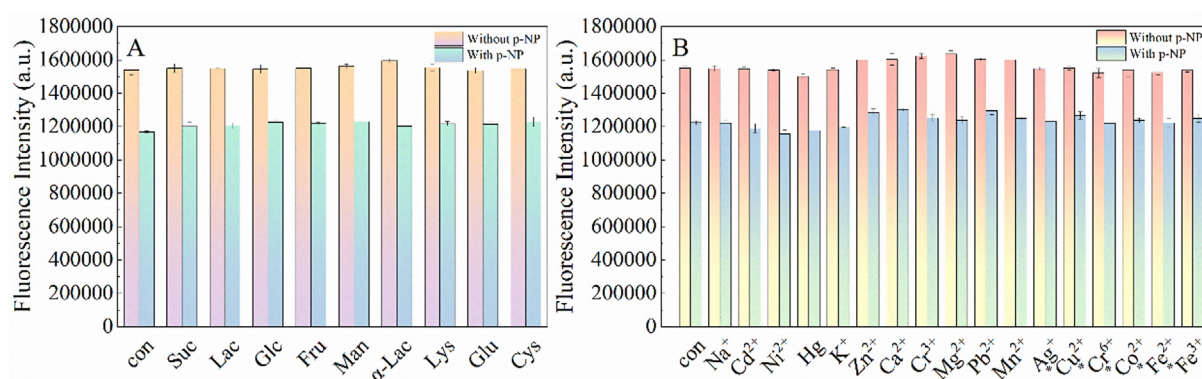 A
Without p-NP
With p-NP
Fluorescence Intensity (a.u.)
1800000
1600000
1400000
1200000
1000000
800000
600000
400000
200000
0
con Suc Lac Glc Fru Man α-Lac Lys Glu Cys
B
Without p-NP
With p-NP
Fluorescence Intensity (a.u.)
1800000
1600000
1400000
1200000
1000000
800000
600000
400000
200000
0
con Na⁺ Cd²⁺ Ni²⁺ Hg K⁺ Zn²⁺ Ca²⁺ Cr³⁺ Mg²⁺ Pb²⁺ Mn²⁺ Ag⁺* Cu²⁺* Cr⁶⁺* Co²⁺* Fe²⁺* Fe³⁺